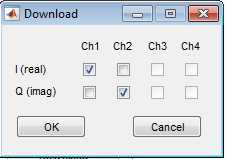 Download
Ch1 Ch2 Ch3 Ch4
I (real)
Q (imag)
OK Cancel